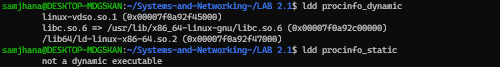 samjhana@DESKTOP-MDG5HAN:~/Systems-and-Networking-/LAB 2.1$ ldd procinfo_dynamic
linux-vdso.so.1 (0x00007f0a92f45000)
libc.so.6 => /usr/lib/x86_64-linux-gnu/libc.so.6 (0x00007f0a92c00000)
/lib64/ld-linux-x86-64.so.2 (0x00007f0a92f47000)
samjhana@DESKTOP-MDG5HAN:~/Systems-and-Networking-/LAB 2.1$ ldd procinfo_static
not a dynamic executable